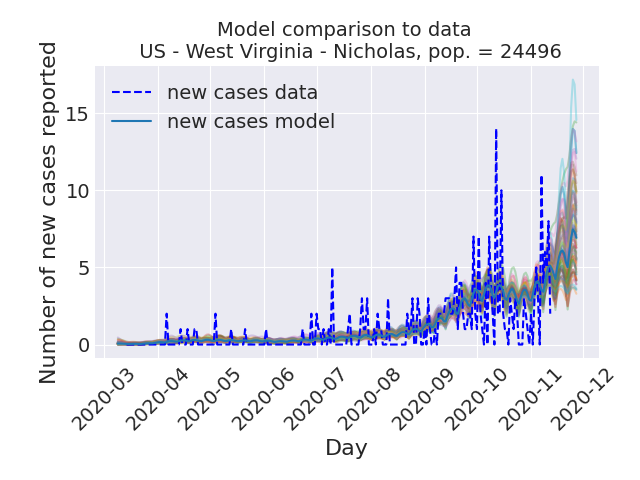 Model comparison to data
US - West Virginia - Nicholas, pop. = 24496
Number of new cases reported
new cases data
new cases model
15
10
5
0
2020-03
2020-04
2020-05
2020-06
2020-07
2020-08
2020-09
2020-10
2020-11
2020-12
Day